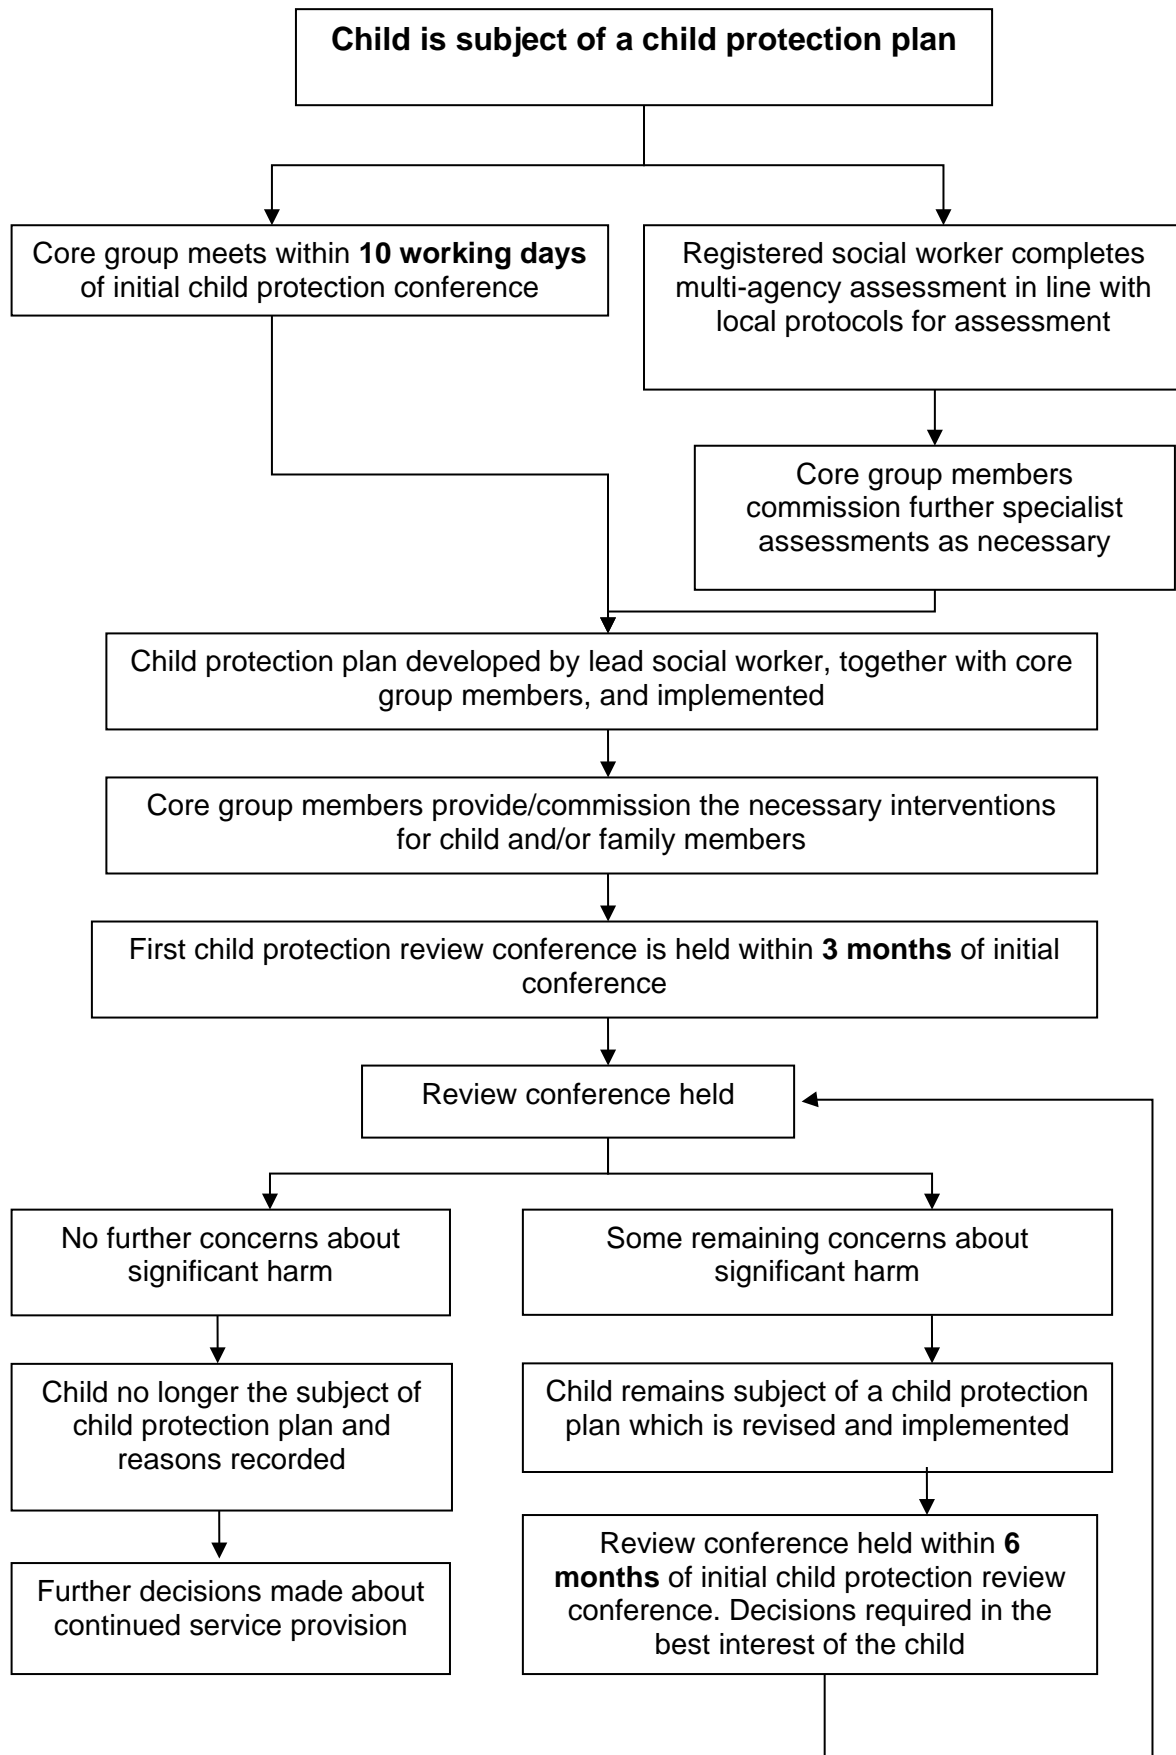 Child is subject of a child protection plan
Core group meets within 10 working days
of initial child protection conference
Registered social worker completes
multi-agency assessment in line with
local protocols for assessment
Core group members
commission further specialist
assessments as necessary
Child protection plan developed by lead social worker, together with core
group members, and implemented
Core group members provide/commission the necessary interventions
for child and/or family members
First child protection review conference is held within 3 months of initial
conference
Review conference held
No further concerns about
significant harm
Some remaining concerns about
significant harm
Child no longer the subject of
child protection plan and
reasons recorded
Child remains subject of a child protection
plan which is revised and implemented
Further decisions made about
continued service provision
Review conference held within 6
months of initial child protection review
conference. Decisions required in the
best interest of the child